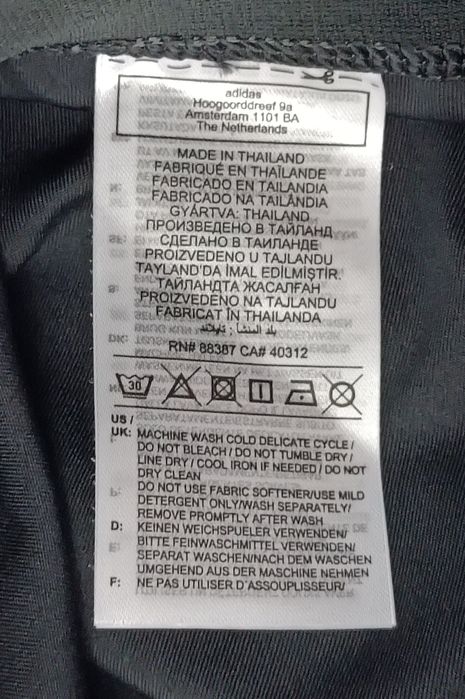 adidas
Hoogoorddreef 9a
Amsterdam 1101 BA
The Netherlands
MADE IN THAILAND
FABRIQUÉ EN THAÏLANDE
FABRICADO EN TAILANDIA
FABRICADO NA TAILÂNDIA
GYÁRTVA: THAILAND
ПРОИЗВЕДЕНО В ТАЙЛАНД
СДЕЛАНО В ТАИЛАНДЕ
PROIZVEDENO U TAJLANDU
TAYLAND'DA İMAL EDİLMİŞTİR.
ТАЙЛАНДТА ЖАСАЛҒАН
PROIZVEDENO NA TAJLANDU
FABRICAT ÎN THAILANDA
بلد المنشأ : تايلاند
RN# 88387 CA# 40312
30
US /
UK: MACHINE WASH COLD DELICATE CYCLE /
DO NOT BLEACH / DO NOT TUMBLE DRY /
LINE DRY / COOL IRON IF NEEDED / DO NOT
DRY CLEAN
DO NOT USE FABRIC SOFTENER/USE MILD
DETERGENT ONLY/WASH SEPARATELY/
REMOVE PROMPTLY AFTER WASH
D: KEINEN WEICHSPUELER VERWENDEN/
BITTE FEINWASCHMITTEL VERWENDEN/
SEPARAT WASCHEN/NACH DEM WASCHEN
UMGEHEND AUS DER MASCHINE NEHMEN
F: NE PAS UTILISER D'ASSOUPLISSEUR/